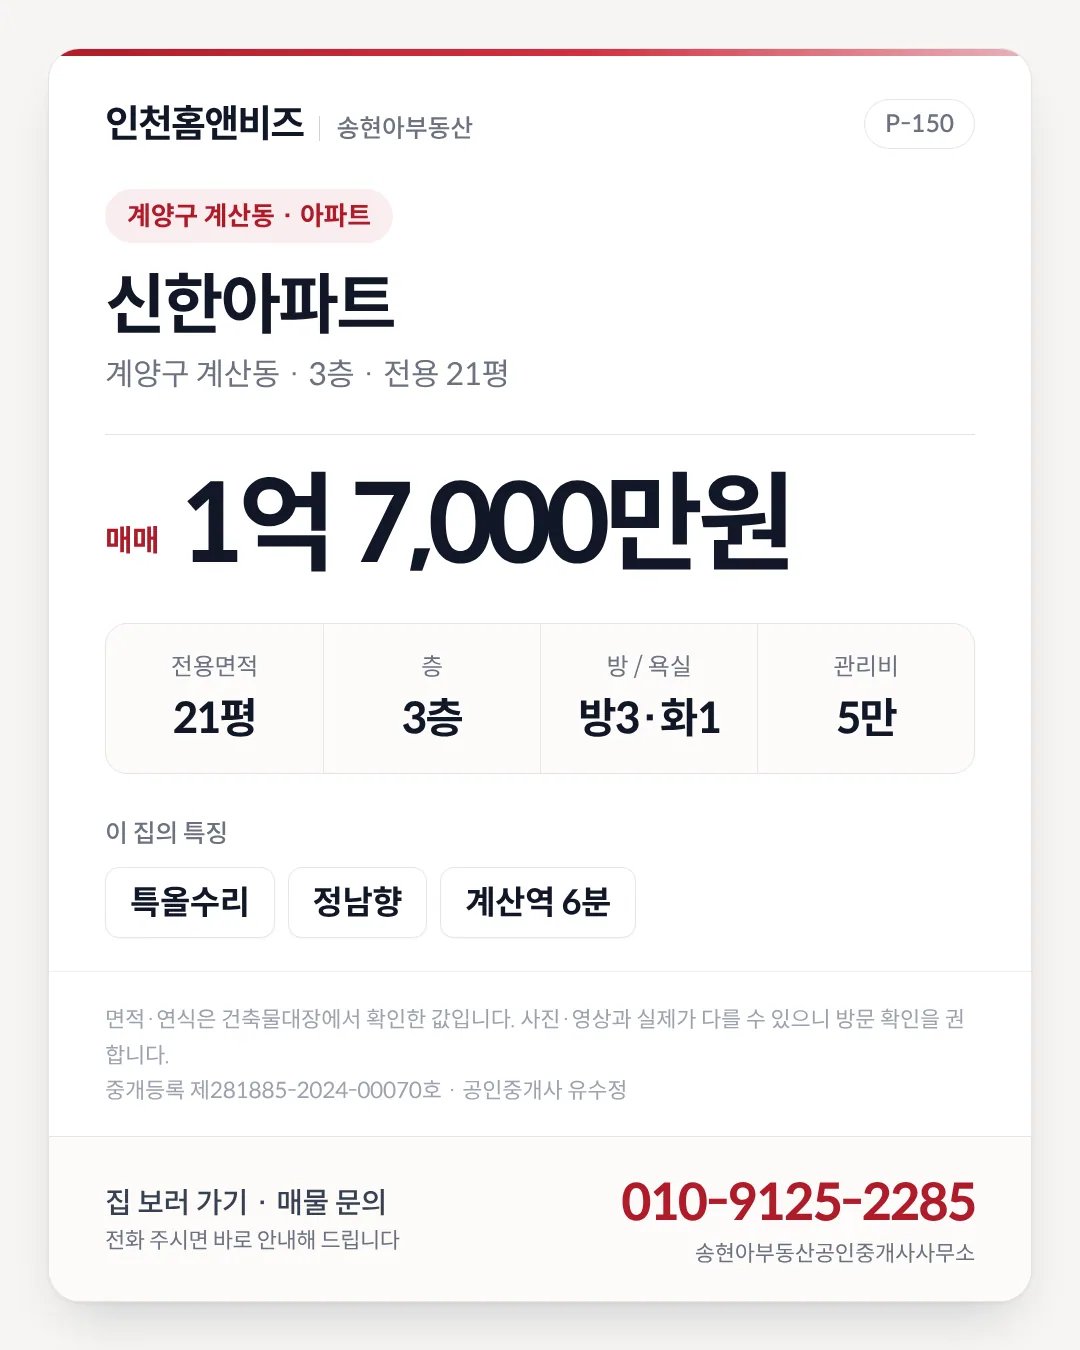 인천홈앤비즈 | 송현아부동산
P-150
계양구 계산동 · 아파트
신한아파트
계양구 계산동 · 3층 · 전용 21평
매매 1억 7,000만원
전용면적
21평
층
3층
방 / 욕실
방3·화1
관리비
5만
이 집의 특징
특올수리
정남향
계산역 6분
면적·연식은 건축물대장에서 확인한 값입니다. 사진·영상과 실제가 다를 수 있으니 방문 확인을 권
합니다.
중개등록 제281885-2024-00070호 · 공인중개사 유수정
집 보러 가기 · 매물 문의
전화 주시면 바로 안내해 드립니다
010-9125-2285
송현아부동산공인중개사사무소